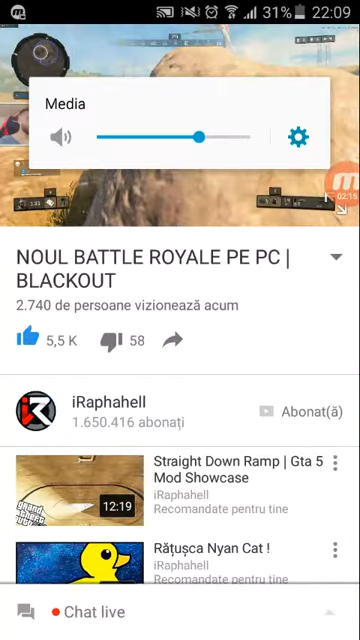 31% 22:09
Media
02:15
NOUL BATTLE ROYALE PE PC |
BLACKOUT
2.740 de persoane vizionează acum
5,5 K
58
iRaphahell
1.650.416 abonați
Abonat(ă)
Straight Down Ramp | Gta 5
Mod Showcase
iRaphahell
Recomandate pentru tine
12:19
Rățușca Nyan Cat !
iRaphahell
Recomandate pentru tine
Chat live